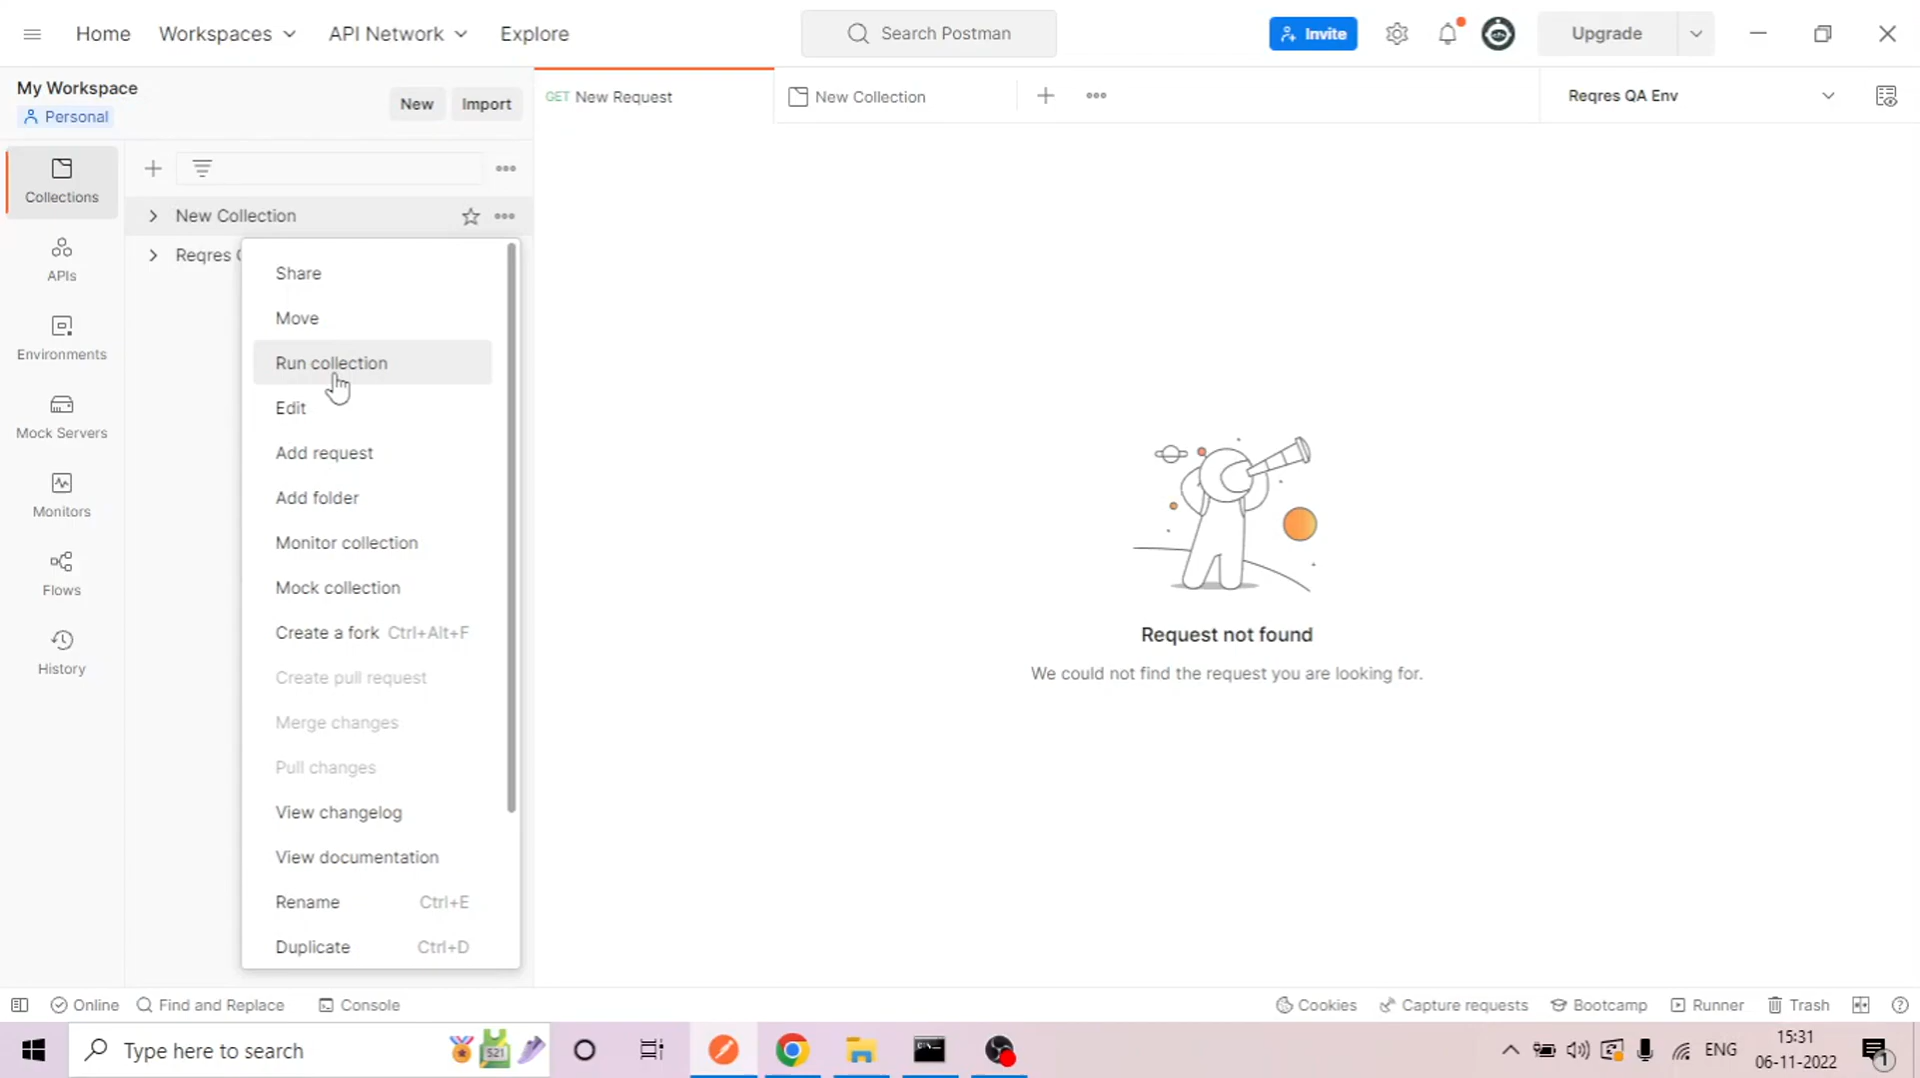 Home
Workspaces
API Network
Explore
Search Postman
Invite
Upgrade
My Workspace
Personal
New
Import
GET New Request
New Collection
Reqres QA Env
Collections
APIs
Environments
Mock Servers
Monitors
Flows
History
New Collection
Reqres
Share
Move
Run collection
Edit
Add request
Add folder
Monitor collection
Mock collection
Create a fork Ctrl+Alt+F
Create pull request
Merge changes
Pull changes
View changelog
View documentation
Rename Ctrl+E
Duplicate Ctrl+D
Request not found
We could not find the request you are looking for.
Online
Find and Replace
Console
Cookies
Capture requests
Bootcamp
Runner
Trash
Type here to search
521
ENG
15:31
06-11-2022
1